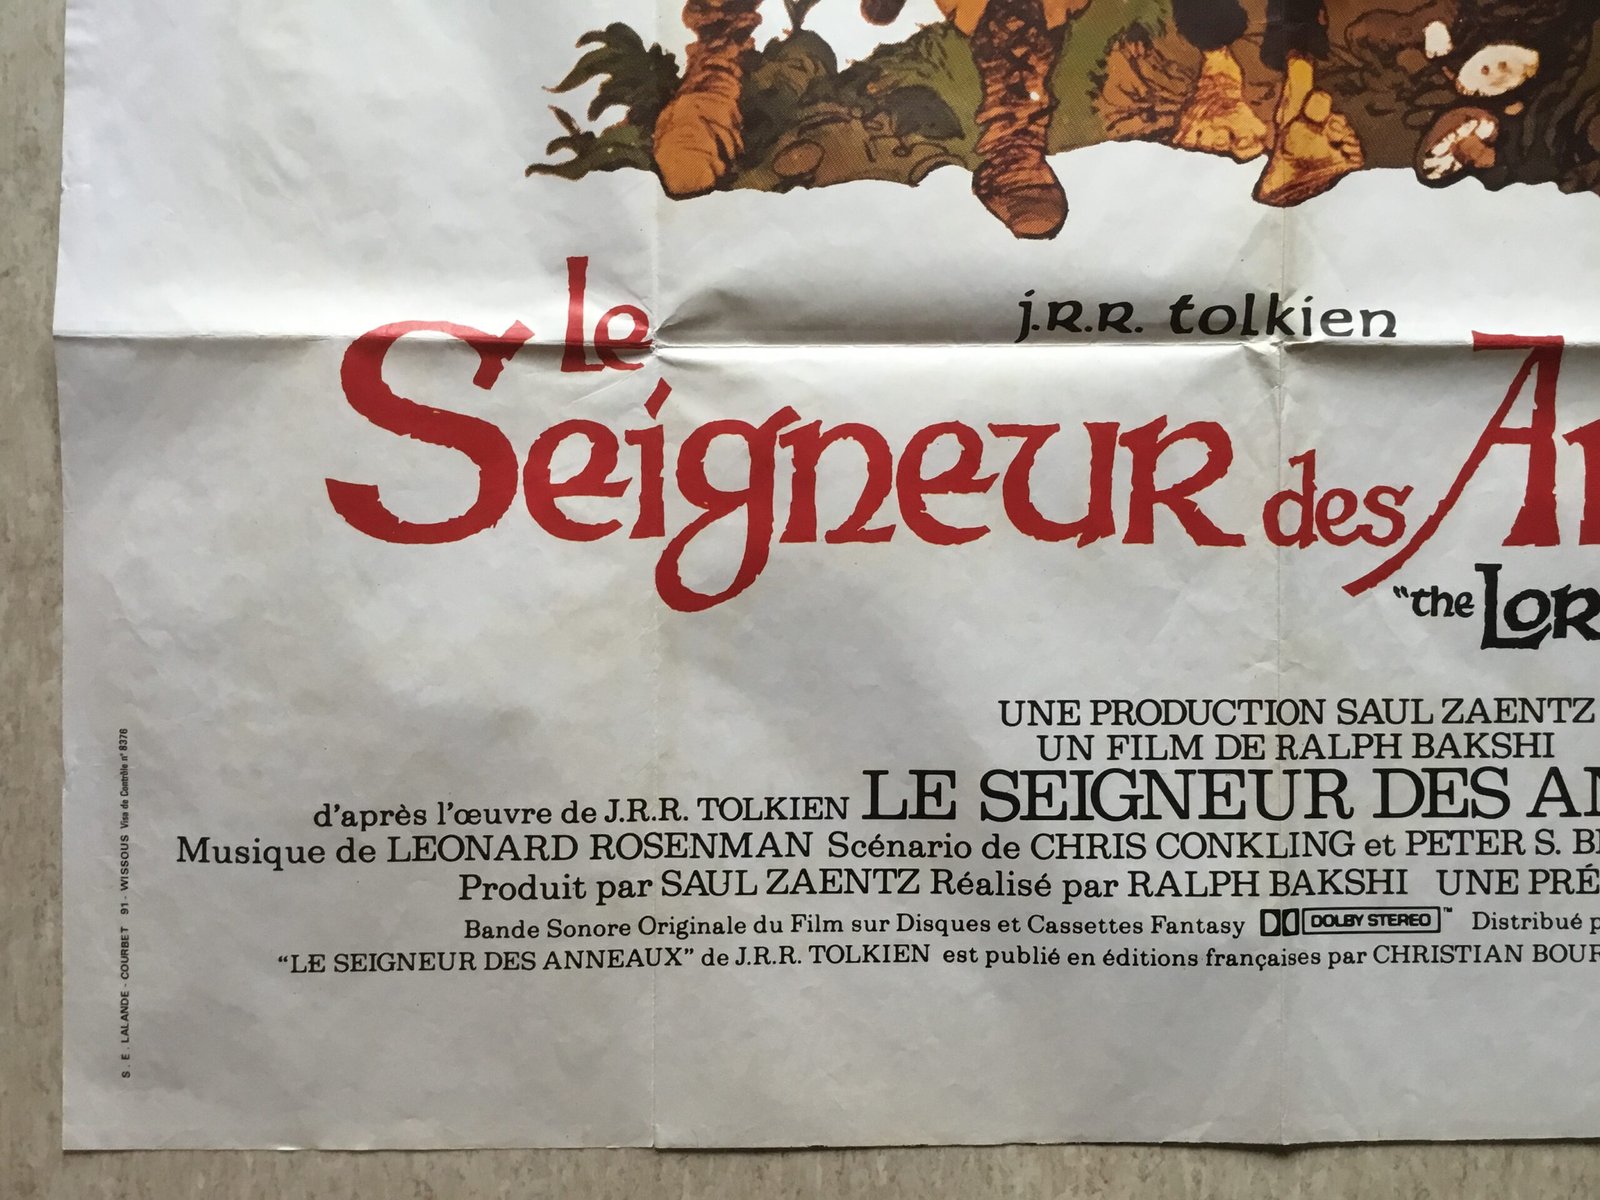 j.R.R. tolkien
le
Seigneur des
"the
UNE PRODUCTION SAUL ZAENTZ
UN FILM DE RALPH BAKSHI
d'après l'œuvre de J.R.R. TOLKIEN LE SEIGNEUR DES
Musique de LEONARD ROSENMAN Scénario de CHRIS CONKLING et PETER S.
Produit par SAUL ZAENTZ Réalisé par RALPH BAKSHI UNE
Bande Sonore Originale du Film sur Disques et Cassettes Fantasy DOLBY STEREO™ Distribué
"LE SEIGNEUR DES ANNEAUX" de J.R.R. TOLKIEN est publié en éditions françaises par CHRISTIAN
S.E. LALANDE - COURBET 91 - WISSOUS Visa de Contrôle n° 8376